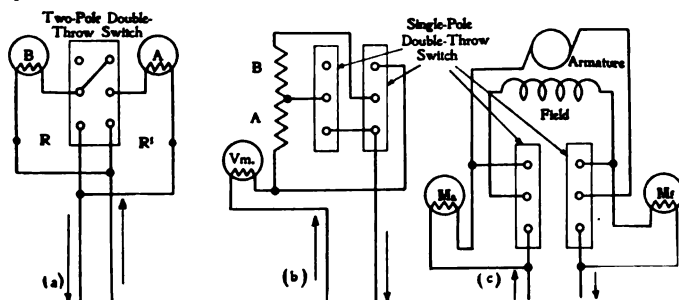 Two-Pole Double-
Throw Switch
B
A
R
R¹
(a)
Single-Pole
Double-Throw
Switch
B
A
Vm.
(b)
Armature
Field
Ma
Mf
(c)